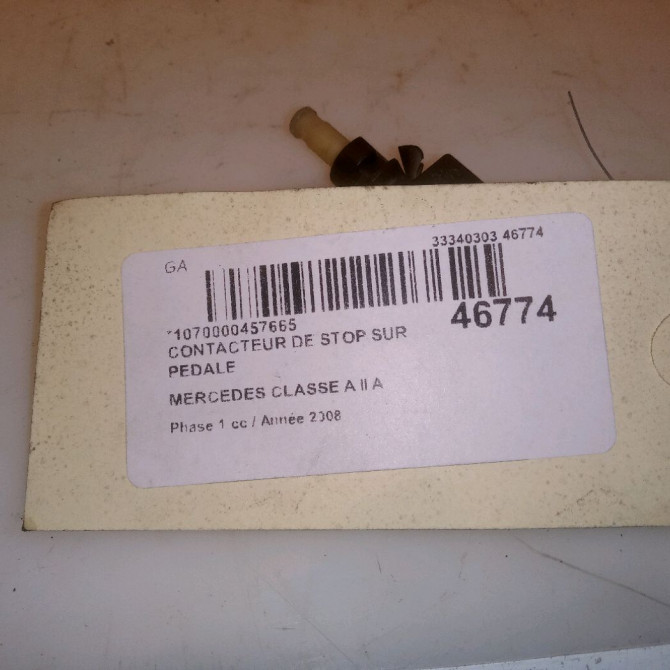 GA
33340303 46774
*1070000457665
46774
CONTACTEUR DE STOP SUR
PEDALE
MERCEDES CLASSE A II A
Phase 1 cc / Année 2008